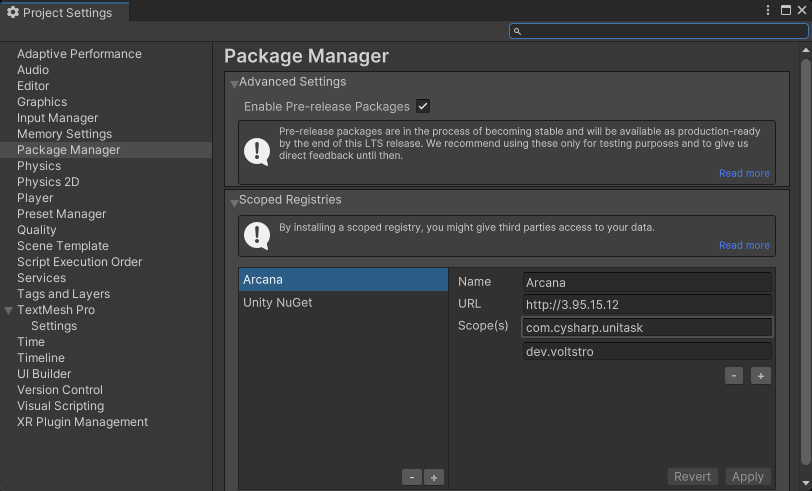 Project Settings
Adaptive Performance
Audio
Editor
Graphics
Input Manager
Memory Settings
Package Manager
Physics
Physics 2D
Player
Preset Manager
Quality
Scene Template
Script Execution Order
Services
Tags and Layers
TextMesh Pro
Settings
Time
Timeline
UI Builder
Version Control
Visual Scripting
XR Plugin Management
Package Manager
Advanced Settings
Enable Pre-release Packages
Pre-release packages are in the process of becoming stable and will be available as production-ready
by the end of this LTS release. We recommend using these only for testing purposes and to give us
direct feedback until then.
Read more
Scoped Registries
By installing a scoped registry, you might give third parties access to your data.
Read more
Arcana
Unity NuGet
- +
Name Arcana
URL http://3.95.15.12
Scope(s) com.cysharp.unitask
dev.voltstro
- +
Revert Apply